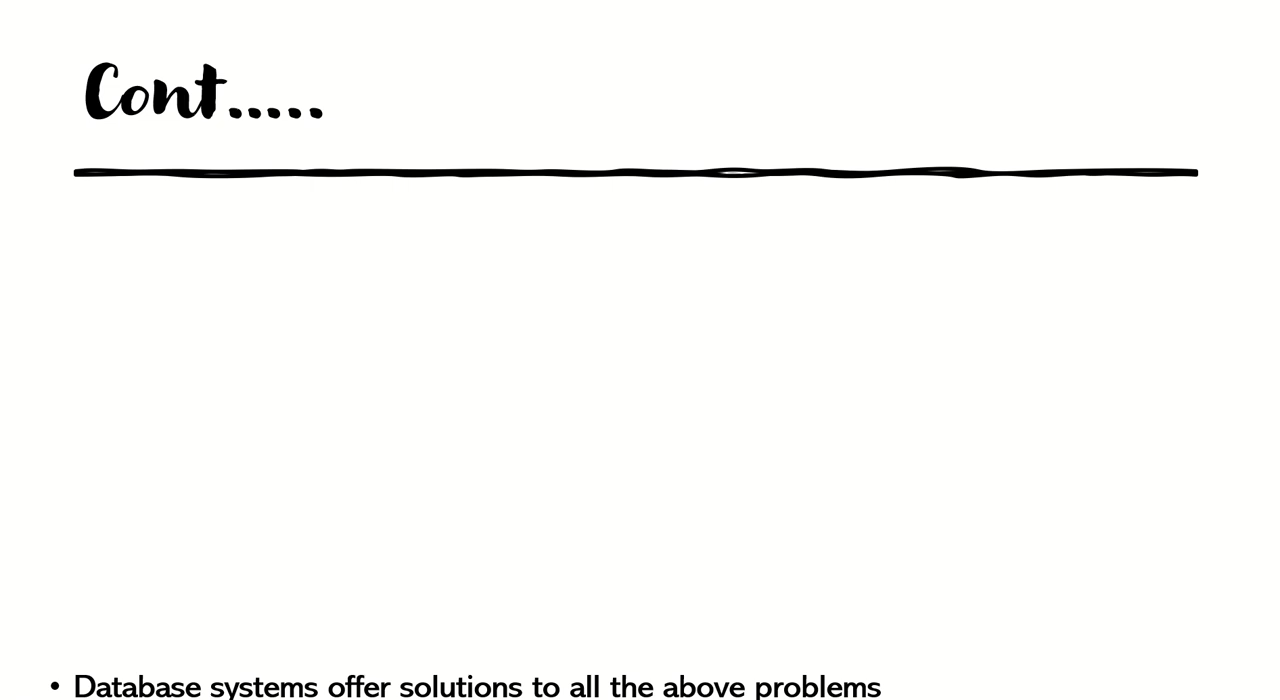 Cont.....
• Database systems offer solutions to all the above problems